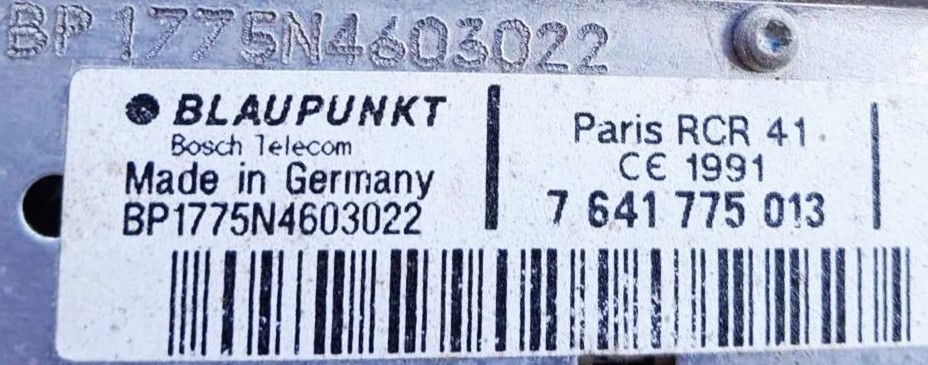 BP1775N4603022
BLAUPUNKT
Bosch Telecom
Made in Germany
BP1775N4603022
Paris RCR 41
CE 1991
7 641 775 013